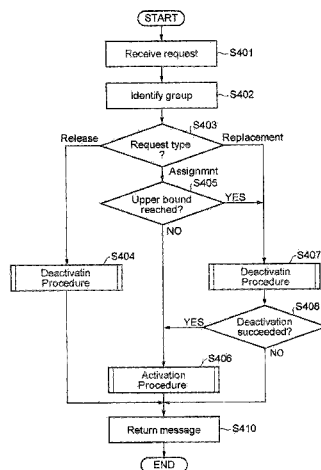 START
Receive request
S401
Identify group
S402
S403
Release
Request type
?
Replacement
Assignmnt
S405
Upper bound
reached?
YES
NO
S404
Deactivatin
Procedure
S407
Deactivatin
Procedure
S408
YES
Deactivation
succeeded?
NO
S406
Activation
Procedure
Return message
S410
END